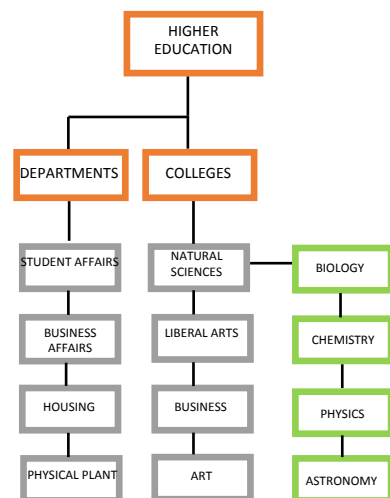 HIGHER
EDUCATION
DEPARTMENTS
COLLEGES
STUDENT AFFAIRS
NATURAL
SCIENCES
BIOLOGY
BUSINESS
AFFAIRS
LIBERAL ARTS
CHEMISTRY
HOUSING
BUSINESS
PHYSICS
PHYSICAL PLANT
ART
ASTRONOMY